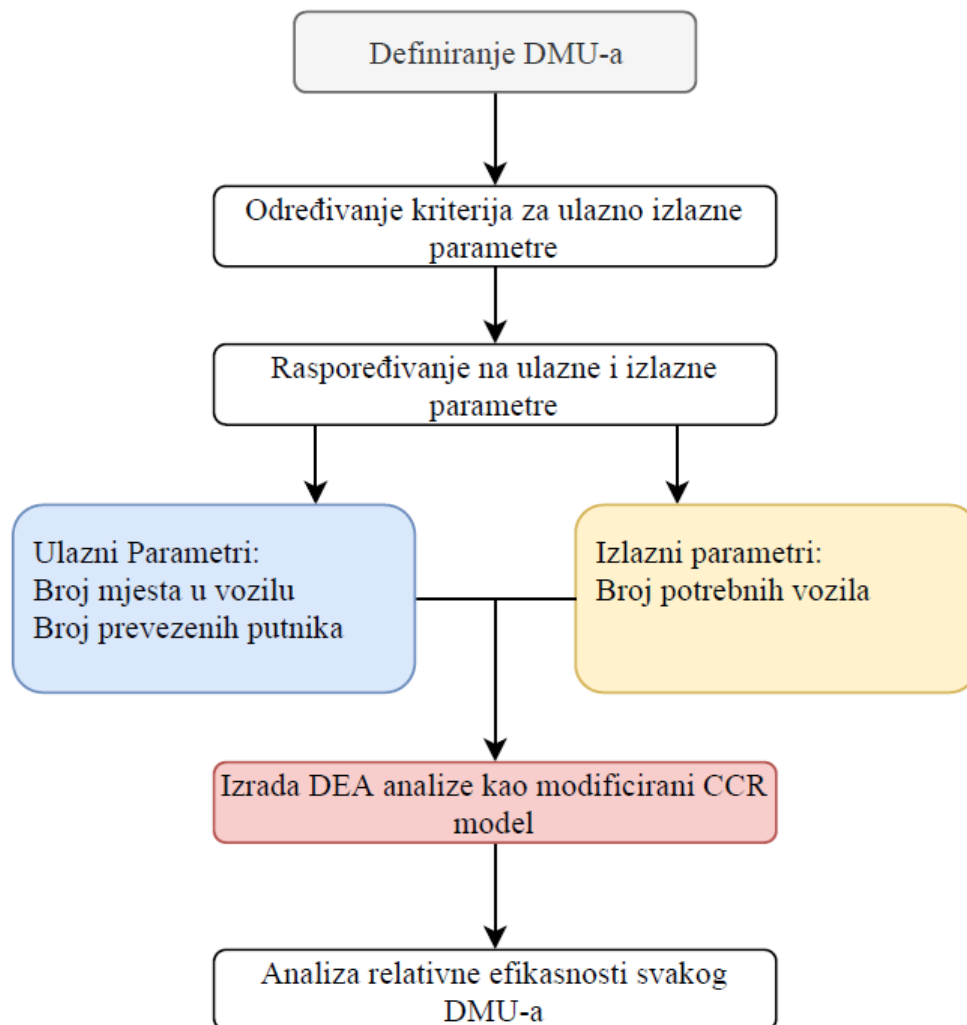 Definiranje DMU-a
Određivanje kriterija za ulazno izlazne
parametre
Raspoređivanje na ulazne i izlazne
parametre
Ulazni Parametri:
Broj mjesta u vozilu
Broj prevezenih putnika
Izlazni parametri:
Broj potrebnih vozila
Izrada DEA analize kao modificirani CCR
model
Analiza relativne efikasnosti svakog
DMU-a